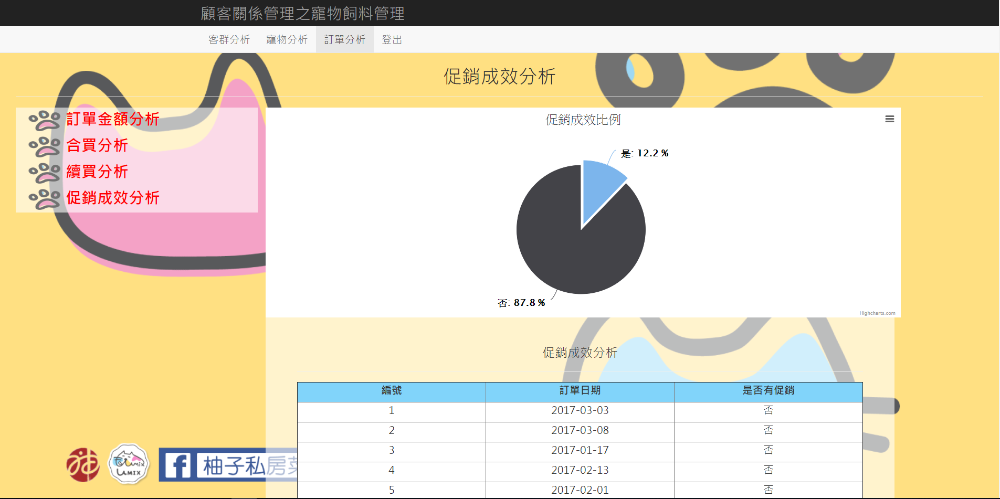 顧客關係管理之寵物飼料管理
客群分析 寵物分析 訂單分析 登出
促銷成效分析
訂單金額分析
合買分析
續買分析
促銷成效分析
促銷成效比例
是: 12.2 %
否: 87.8 %
Highcharts.com
促銷成效分析
編號 訂單日期 是否有促銷
1 2017-03-03 否
2 2017-03-08 否
3 2017-01-17 否
4 2017-02-13 否
5 2017-02-01 否
f 柚子私房菜